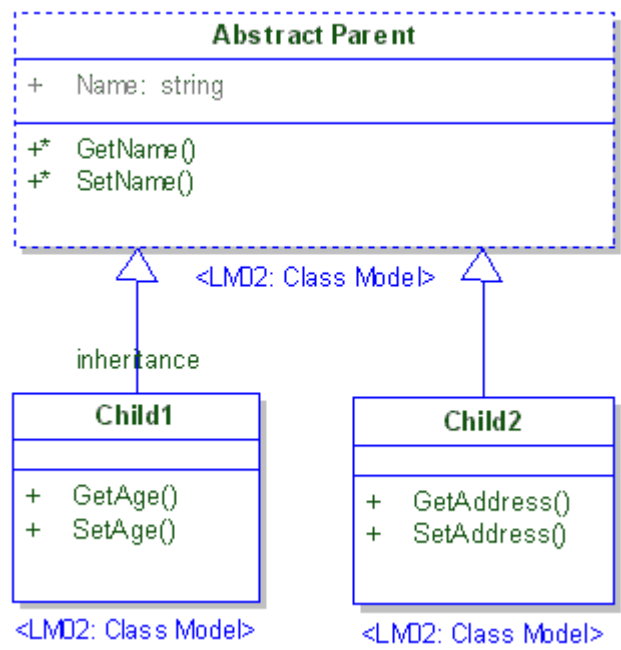 Abstract Parent
+ Name: string
+* GetName()
+* SetName()
<LMD2: Class Model>
inheritance
Child1
+ GetAge()
+ SetAge()
<LMD2: Class Model>
Child2
+ GetAddress()
+ SetAddress()
<LMD2: Class Model>